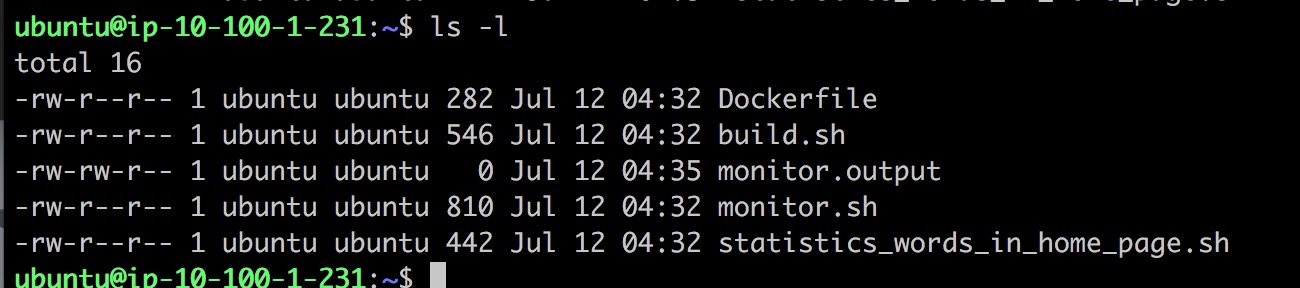 ubuntu@ip-10-100-1-231:~$ ls -l
total 16
-rw-r--r-- 1 ubuntu ubuntu 282 Jul 12 04:32 Dockerfile
-rw-r--r-- 1 ubuntu ubuntu 546 Jul 12 04:32 build.sh
-rw-rw-r-- 1 ubuntu ubuntu   0 Jul 12 04:35 monitor.output
-rw-r--r-- 1 ubuntu ubuntu 810 Jul 12 04:32 monitor.sh
-rw-r--r-- 1 ubuntu ubuntu 442 Jul 12 04:32 statistics_words_in_home_page.sh
ubuntu@ip-10-100-1-231:~$